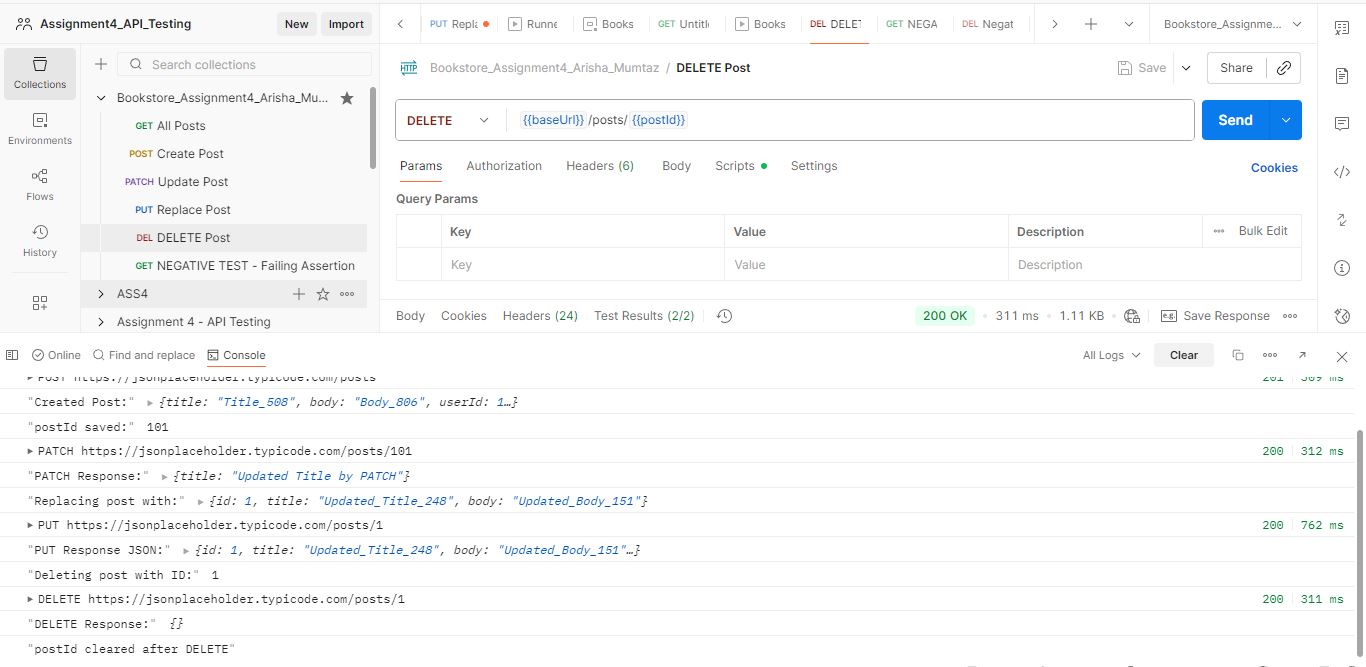 Assignment4_API_Testing New Import PUT Repla Runne Books GET Untitl Books DEL DELET GET NEGA DEL Negat Bookstore_Assignme...
Collections
Environments
Flows
History
Search collections
Bookstore_Assignment4_Arisha_Mu...
GET All Posts
POST Create Post
PATCH Update Post
PUT Replace Post
DEL DELETE Post
GET NEGATIVE TEST - Failing Assertion
ASS4
Assignment 4 - API Testing
HTTP Bookstore_Assignment4_Arisha_Mumtaz / DELETE Post Save Share
DELETE {{baseUrl}} /posts/ {{postId}} Send
Params Authorization Headers (6) Body Scripts Settings Cookies
Query Params
Key Value Description Bulk Edit
Key Value Description
Body Cookies Headers (24) Test Results (2/2) 200 OK 311 ms 1.11 KB e.g. Save Response
Online Find and replace Console All Logs Clear
POST https://jsonplaceholder.typicode.com/posts 201 309 ms
"Created Post:" {title: "Title_508", body: "Body_806", userId: 1…}
"postId saved:" 101
PATCH https://jsonplaceholder.typicode.com/posts/101 200 312 ms
"PATCH Response:" {title: "Updated Title by PATCH"}
"Replacing post with:" {id: 1, title: "Updated_Title_248", body: "Updated_Body_151"}
PUT https://jsonplaceholder.typicode.com/posts/1 200 762 ms
"PUT Response JSON:" {id: 1, title: "Updated_Title_248", body: "Updated_Body_151"…}
"Deleting post with ID:" 1
DELETE https://jsonplaceholder.typicode.com/posts/1 200 311 ms
"DELETE Response:" {}
"postId cleared after DELETE"